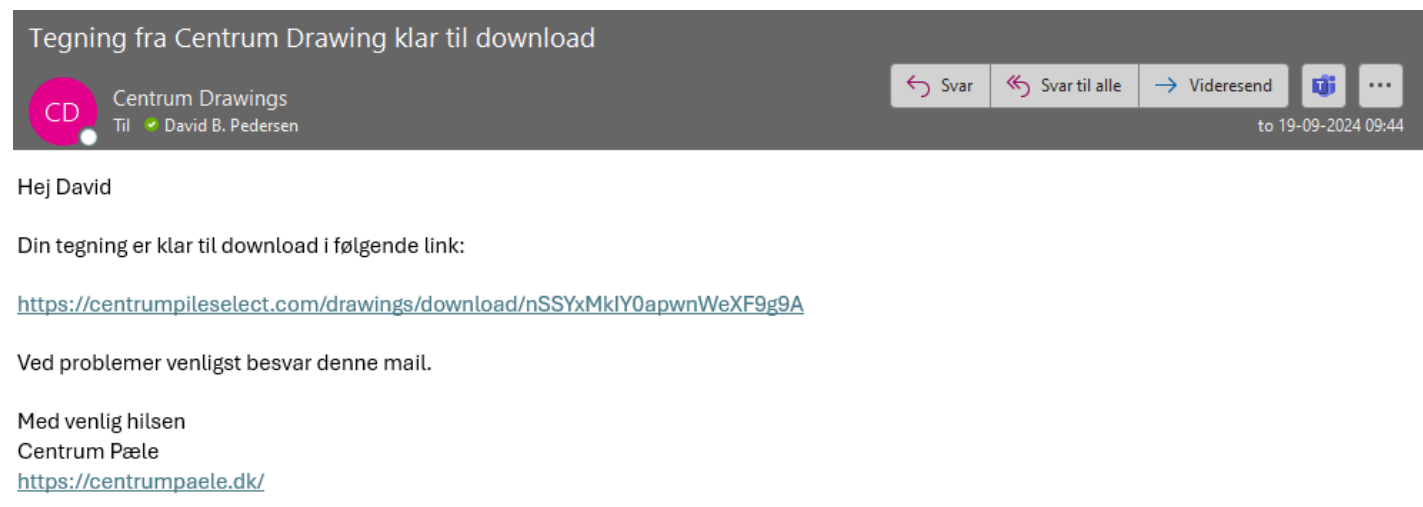 Tegning fra Centrum Drawing klar til download
CD
Centrum Drawings
Til David B. Pedersen
Svar
Svar til alle
Videresend
to 19-09-2024 09:44
Hej David
Din tegning er klar til download i følgende link:
https://centrumpileselect.com/drawings/download/nSSYxMkIY0apwnWeXF9g9A
Ved problemer venligst besvar denne mail.
Med venlig hilsen
Centrum Pæle
https://centrumpaele.dk/